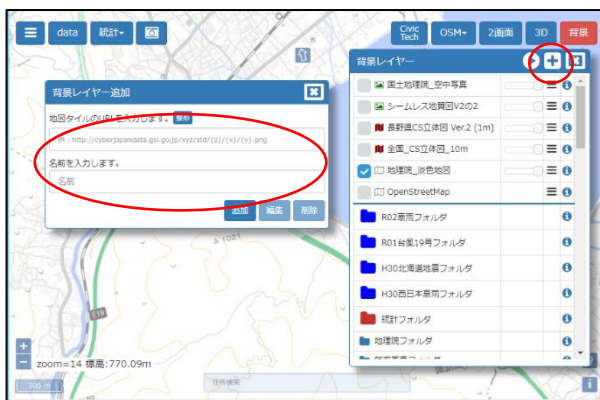 data
統計
Civic
Tech
OSM
2画面
3D
背景
背景レイヤー
国土地理院_空中写真
シームレス地質図V2の2
長野県CS立体図 Ver.2 (1m)
全国_CS立体図_10m
地理院_淡色地図
OpenStreetMap
R02豪雨フォルダ
R01台風19号フォルダ
H30北海道地震フォルダ
H30西日本豪雨フォルダ
統計フォルダ
地理院フォルダ
背景レイヤー追加
地図タイルのURLを入力します。
例：http://cyberjapandata.gsi.go.jp/xyz/std/{z}/{x}/{y}.png
名前を入力します。
名前
追加
編集
削除
1021
E19
zoom=14 標高:770.09m
300 m
住所検索